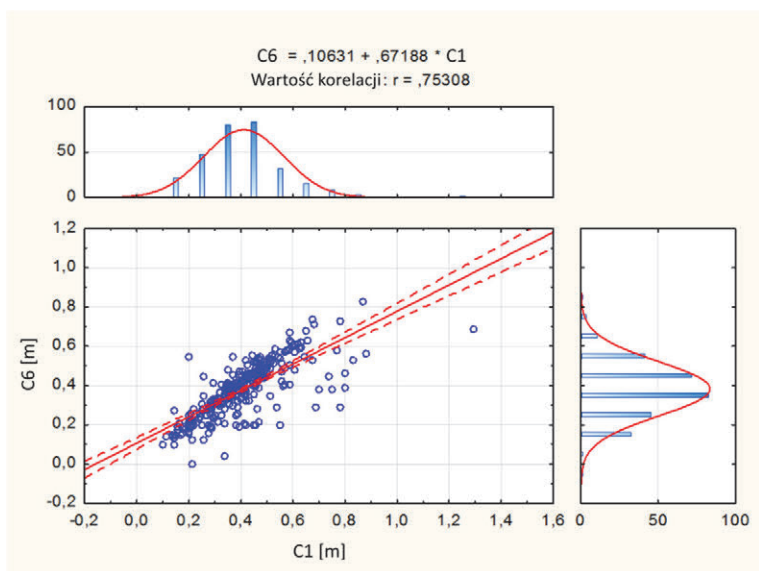 C6 = ,10631 + ,67188 * C1
Wartość korelacji: r = ,75308
100
50
0
1,2
1,0
0,8
0,6
0,4
0,2
0,0
-0,2
C6 [m]
-0,2 0,0 0,2 0,4 0,6 0,8 1,0 1,2 1,4 1,6
C1 [m]
0 50 100